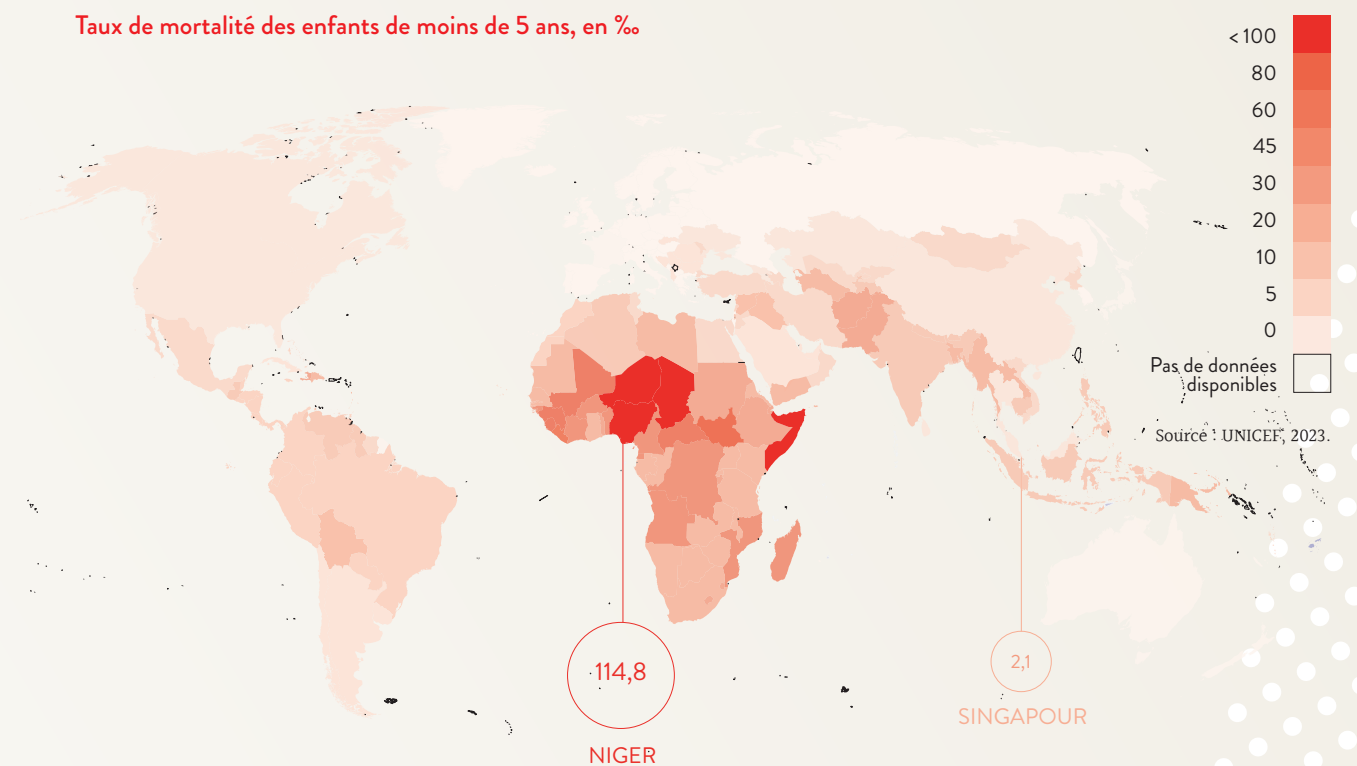 Taux de mortalité des enfants de moins de 5 ans, en ‰
< 100
80
60
45
30
20
10
5
0
Pas de données
disponibles
Source : UNICEF, 2023.
114,8
NIGER
2,1
SINGAPOUR